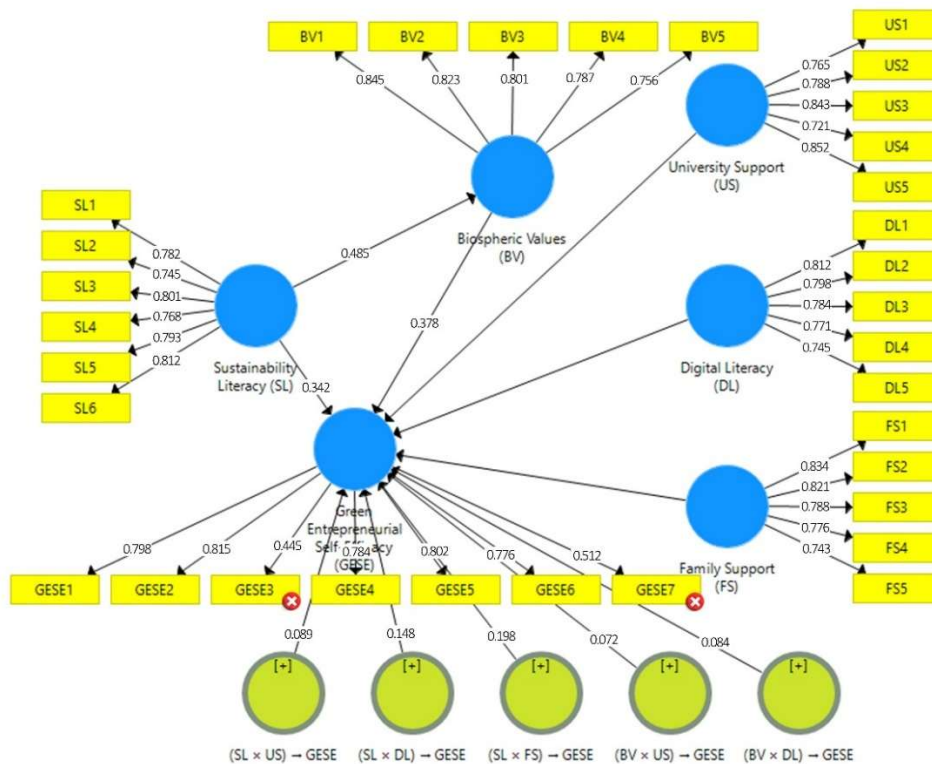 BV1
BV2
BV3
BV4
BV5
0.845
0.823
0.801
0.787
0.756
Biospheric Values
(BV)
US1
US2
US3
US4
US5
0.765
0.788
0.843
0.721
0.852
University Support
(US)
SL1
SL2
SL3
SL4
SL5
SL6
0.782
0.745
0.801
0.768
0.793
0.812
Sustainability
Literacy (SL)
0.485
0.378
0.342
DL1
DL2
DL3
DL4
DL5
0.812
0.798
0.784
0.771
0.745
Digital Literacy
(DL)
FS1
FS2
FS3
FS4
FS5
0.834
0.821
0.788
0.776
0.743
Family Support
(FS)
Green
Entrepreneurial
Self-Efficacy
(GESE)
0.798
0.815
0.445
0.784
0.802
0.776
0.512
GESE1
GESE2
GESE3
GESE4
GESE5
GESE6
GESE7
0.089
0.148
0.198
0.072
0.084
[+]
[+]
[+]
[+]
[+]
(SL × US) → GESE
(SL × DL) → GESE
(SL × FS) → GESE
(BV × US) → GESE
(BV × DL) → GESE